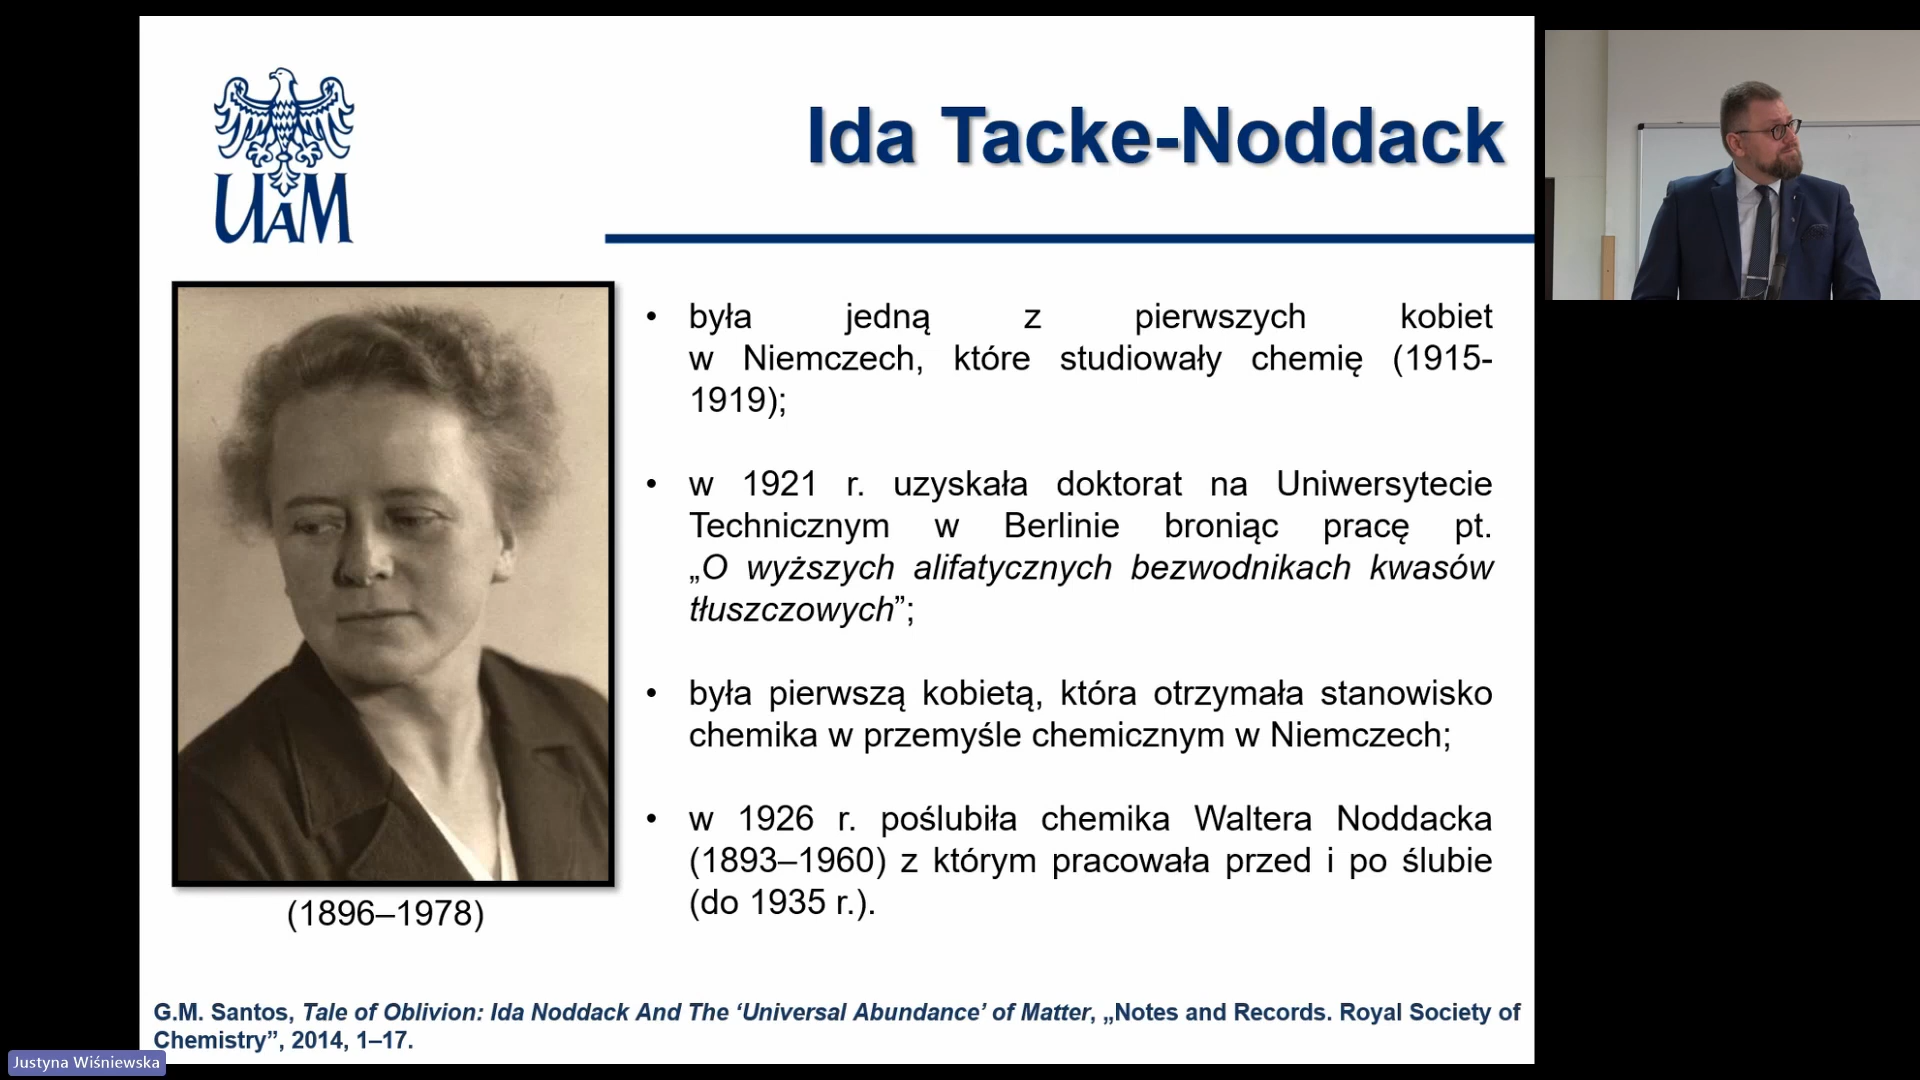 UAM
Ida Tacke-Noddack
• była jedną z pierwszych kobiet
w Niemczech, które studiowały chemię (1915-
1919);
• w 1921 r. uzyskała doktorat na Uniwersytecie
Technicznym w Berlinie broniąc pracę pt.
„O wyższych alifatycznych bezwodnikach kwasów
tłuszczowych”;
• była pierwszą kobietą, która otrzymała stanowisko
chemika w przemyśle chemicznym w Niemczech;
• w 1926 r. poślubiła chemika Waltera Noddacka
(1893–1960) z którym pracowała przed i po ślubie
(do 1935 r.).
(1896–1978)
G.M. Santos, Tale of Oblivion: Ida Noddack And The ‘Universal Abundance’ of Matter, „Notes and Records. Royal Society of
Chemistry”, 2014, 1–17.
Justyna Wiśniewska